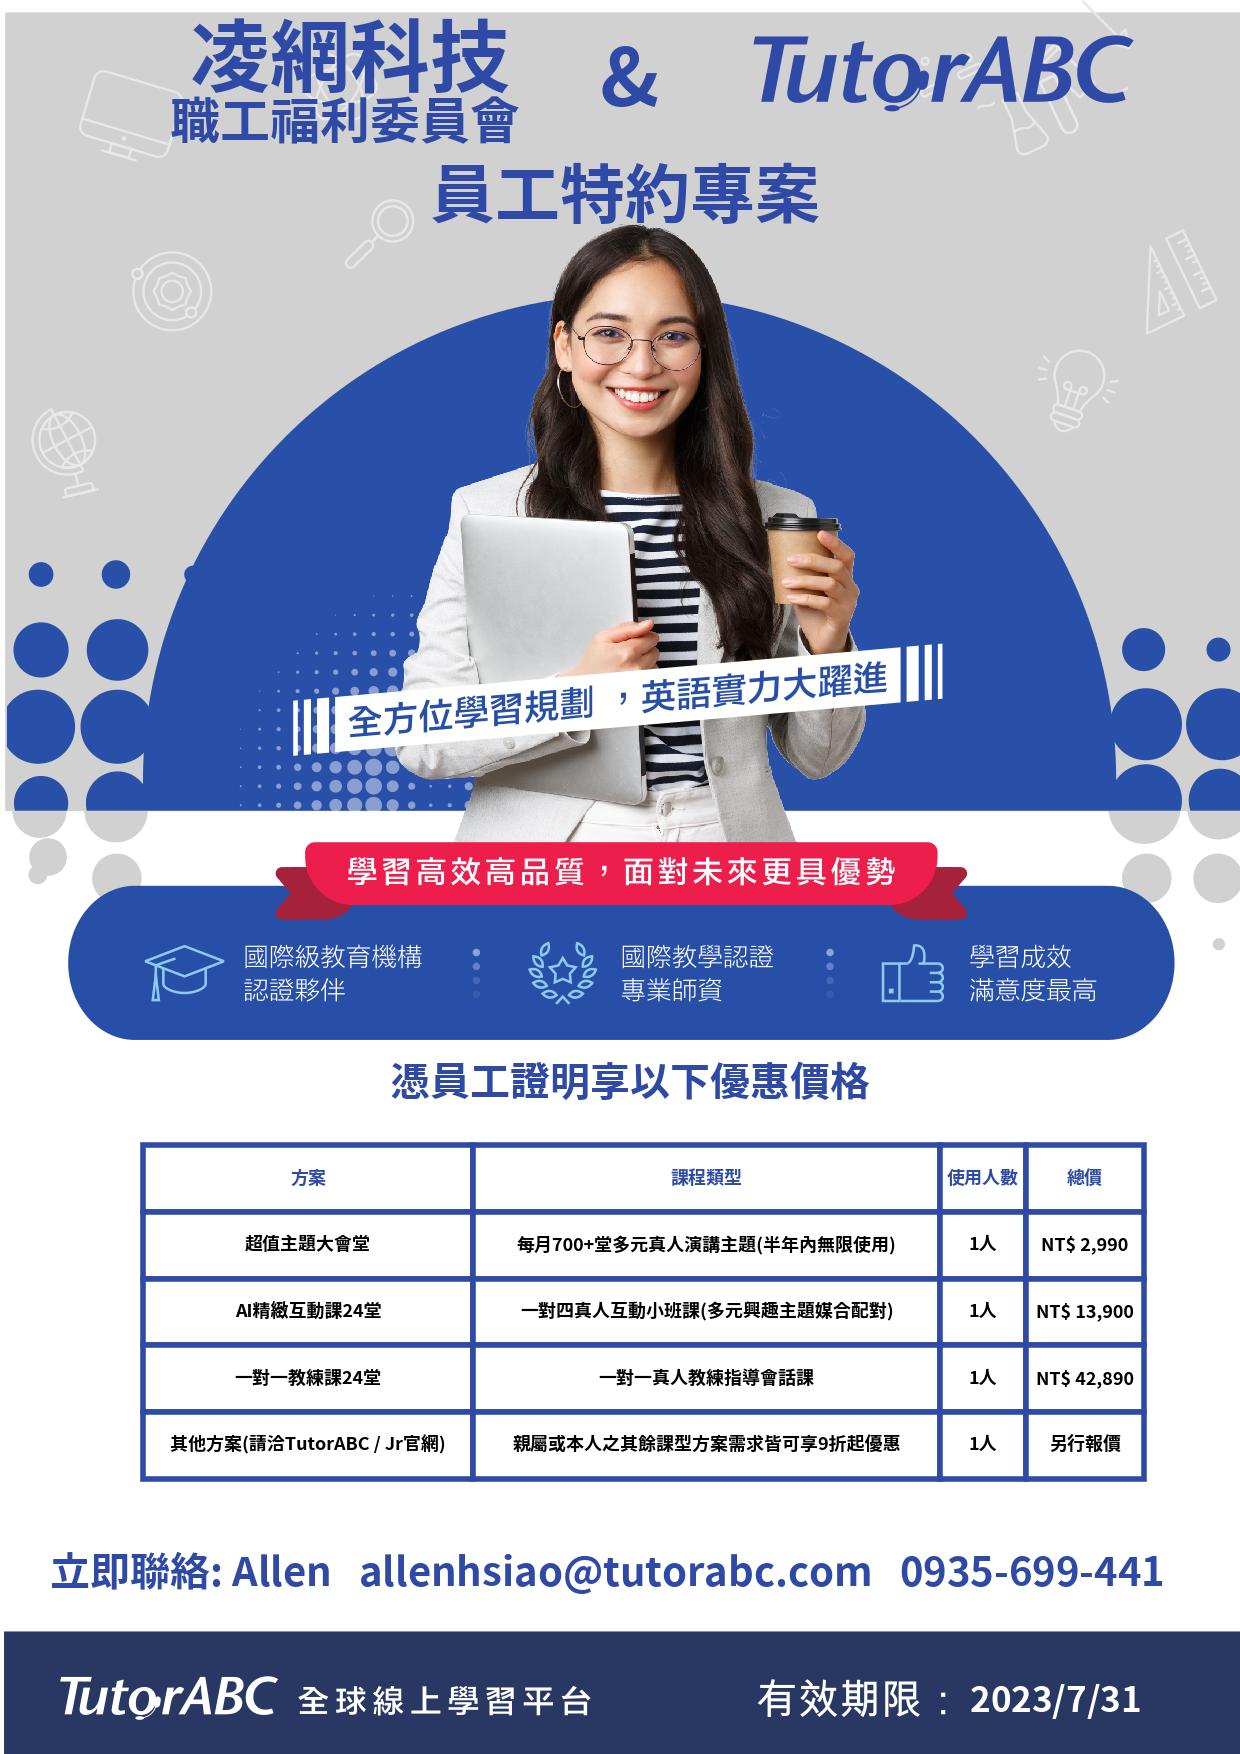 凌網科技
職工福利委員會
&
TutorABC
員工特約專案
全方位學習規劃，英語實力大躍進
學習高效高品質，面對未來更具優勢
國際級教育機構
認證夥伴
國際教學認證
專業師資
學習成效
滿意度最高
憑員工證明享以下優惠價格
方案 課程類型 使用人數 總價
超值主題大會堂 每月700+堂多元真人演講主題(半年內無限使用) 1人 NT$ 2,990
AI精緻互動課24堂 一對四真人互動小班課(多元興趣主題媒合配對) 1人 NT$ 13,900
一對一教練課24堂 一對一真人教練指導會話課 1人 NT$ 42,890
其他方案(請洽TutorABC / Jr官網) 親屬或本人之其餘課型方案需求皆可享9折起優惠 1人 另行報價
立即聯絡: Allen allenhsiao@tutorabc.com 0935-699-441
TutorABC 全球線上學習平台
有效期限：2023/7/31